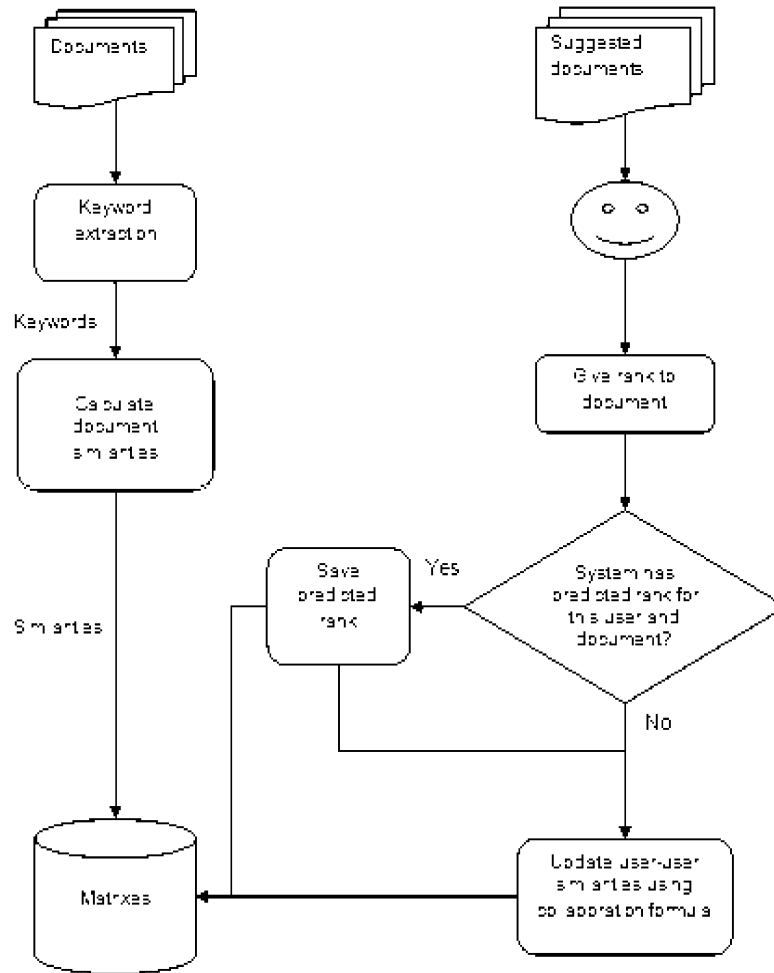 Documents
Keyword
extraction
Keywords
Calculate
document
similarities
Similarities
Matrixes
Suggested
documents
Give rank to
document
System has
predicted rank for
this user and
document?
Yes
Save
predicted
rank
No
Update user-user
similarities using
collaboration formula